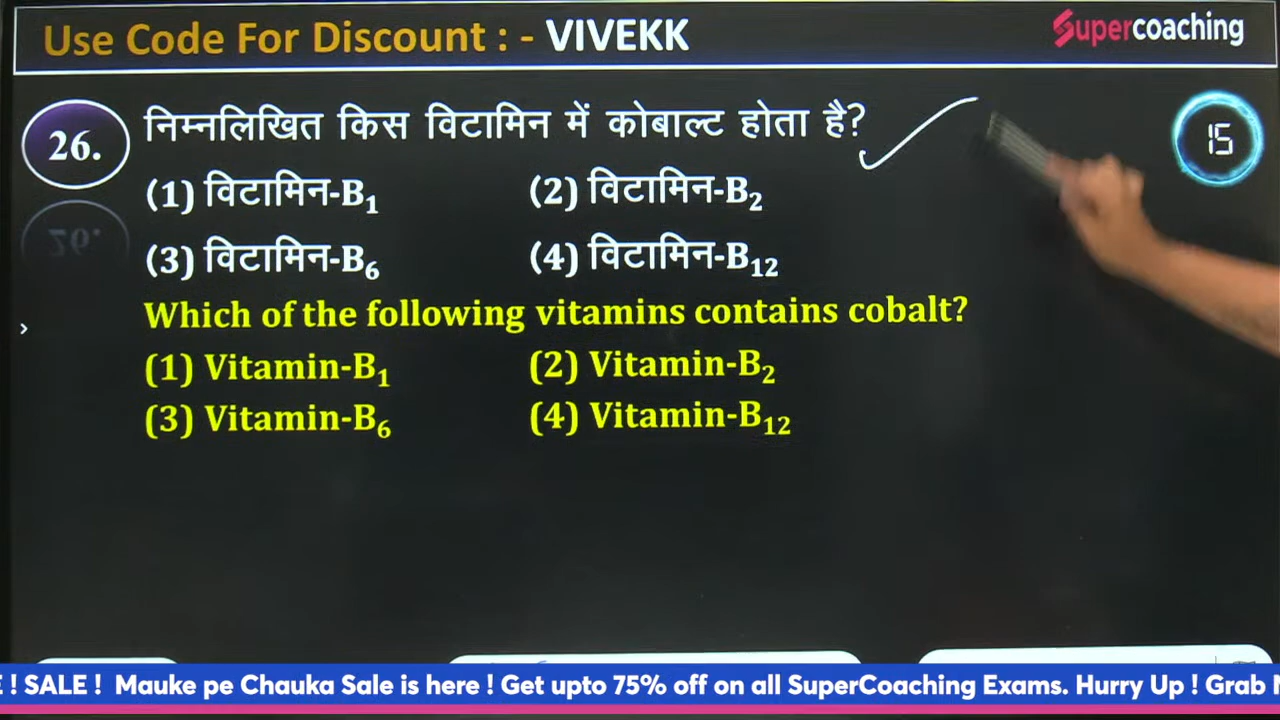 Use Code For Discount : - VIVEKK
Supercoaching
26.
निम्नलिखित किस विटामिन में कोबाल्ट होता है?
15
(1) विटामिन-B₁ (2) विटामिन-B₂
(3) विटामिन-B₆ (4) विटामिन-B₁₂
Which of the following vitamins contains cobalt?
(1) Vitamin-B₁ (2) Vitamin-B₂
(3) Vitamin-B₆ (4) Vitamin-B₁₂
! SALE ! Mauke pe Chauka Sale is here ! Get upto 75% off on all SuperCoaching Exams. Hurry Up ! Grab